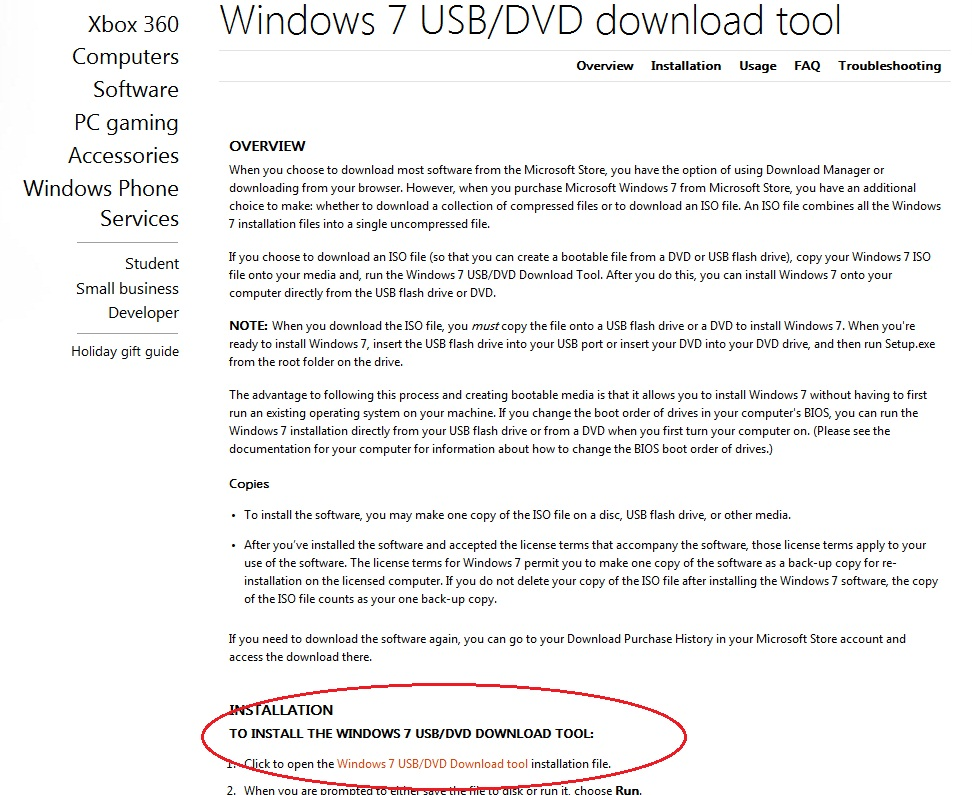 Xbox 360
Computers
Software
PC gaming
Accessories
Windows Phone
Services
Student
Small business
Developer
Holiday gift guide
Windows 7 USB/DVD download tool
Overview Installation Usage FAQ Troubleshooting
OVERVIEW
When you choose to download most software from the Microsoft Store, you have the option of using Download Manager or
downloading from your browser. However, when you purchase Microsoft Windows 7 from Microsoft Store, you have an additional
choice to make: whether to download a collection of compressed files or to download an ISO file. An ISO file combines all the Windows
7 installation files into a single uncompressed file.
If you choose to download an ISO file (so that you can create a bootable file from a DVD or USB flash drive), copy your Windows 7 ISO
file onto your media and, run the Windows 7 USB/DVD Download Tool. After you do this, you can install Windows 7 onto your
computer directly from the USB flash drive or DVD.
NOTE: When you download the ISO file, you must copy the file onto a USB flash drive or a DVD to install Windows 7. When you're
ready to install Windows 7, insert the USB flash drive into your USB port or insert your DVD into your DVD drive, and then run Setup.exe
from the root folder on the drive.
The advantage to following this process and creating bootable media is that it allows you to install Windows 7 without having to first
run an existing operating system on your machine. If you change the boot order of drives in your computer's BIOS, you can run the
Windows 7 installation directly from your USB flash drive or from a DVD when you first turn your computer on. (Please see the
documentation for your computer for information about how to change the BIOS boot order of drives.)
Copies
• To install the software, you may make one copy of the ISO file on a disc, USB flash drive, or other media.
• After you've installed the software and accepted the license terms that accompany the software, those license terms apply to your
use of the software. The license terms for Windows 7 permit you to make one copy of the software as a back-up copy for re-
installation on the licensed computer. If you do not delete your copy of the ISO file after installing the Windows 7 software, the copy
of the ISO file counts as your one back-up copy.
If you need to download the software again, you can go to your Download Purchase History in your Microsoft Store account and
access the download there.
INSTALLATION
TO INSTALL THE WINDOWS 7 USB/DVD DOWNLOAD TOOL:
1. Click to open the Windows 7 USB/DVD Download tool installation file.
2. When you are prompted to either save the file to disk or run it, choose Run.